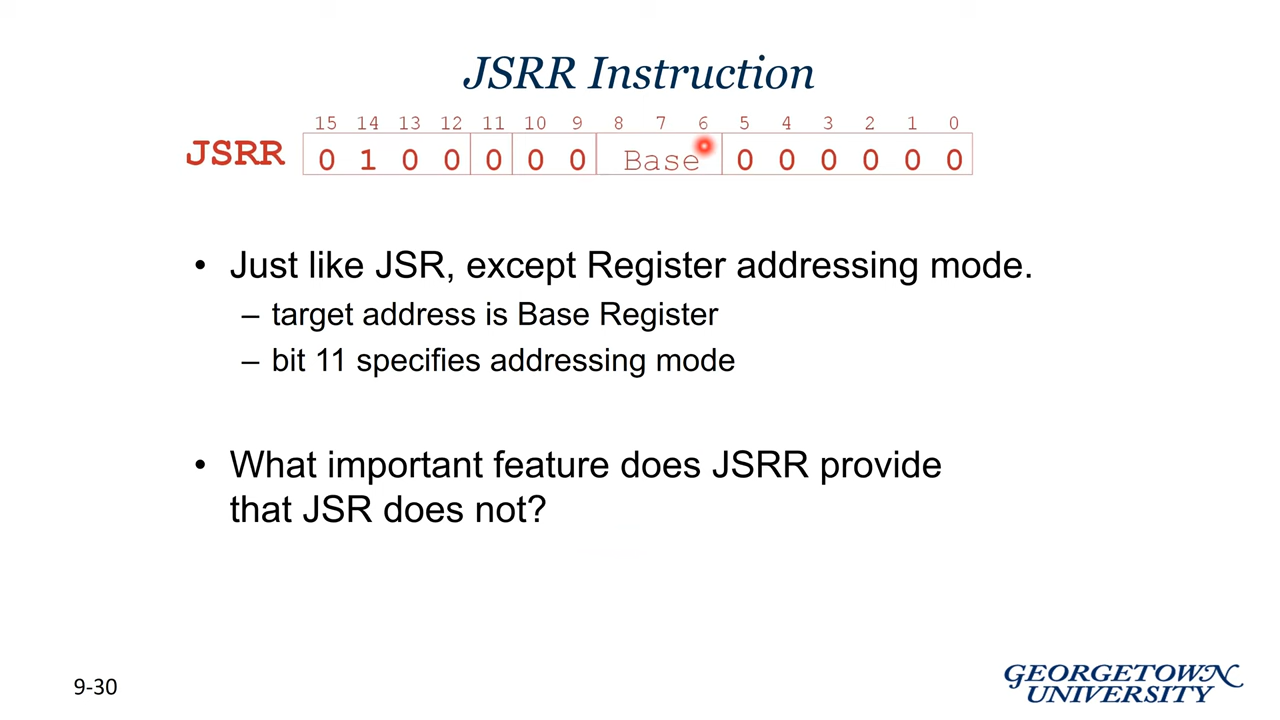 JSRR Instruction
15 14 13 12 11 10 9 8 7 6 5 4 3 2 1 0
JSRR 0 1 0 0 0 0 0 Base 0 0 0 0 0 0
• Just like JSR, except Register addressing mode.
– target address is Base Register
– bit 11 specifies addressing mode
• What important feature does JSRR provide
that JSR does not?
9-30
GEORGETOWN
UNIVERSITY